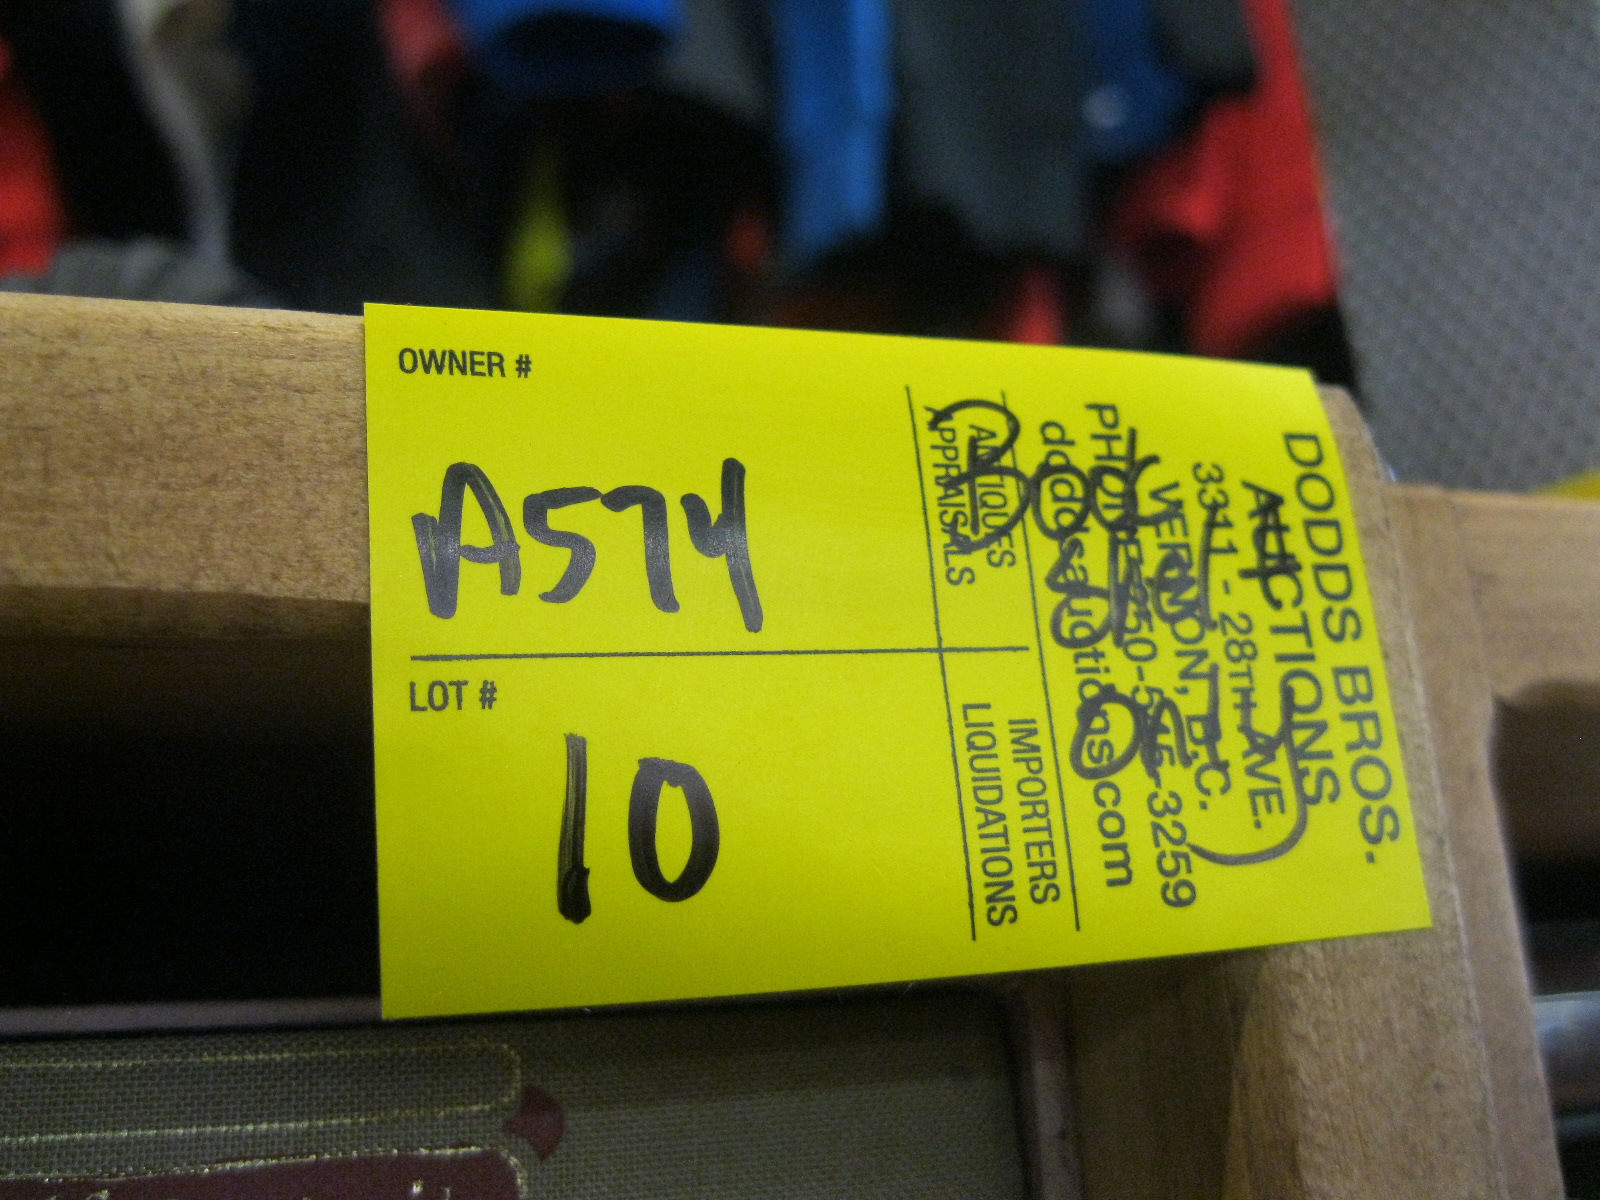 OWNER #
A574
LOT #
10
DODDS BROS.
AUCTIONS
3311 - 28TH AVE.
VERNON, B.C.
PHONE 250-545-3259
doddsauctions.com
ANTIQUES
APPRAISALS
IMPORTERS
LIQUIDATIONS